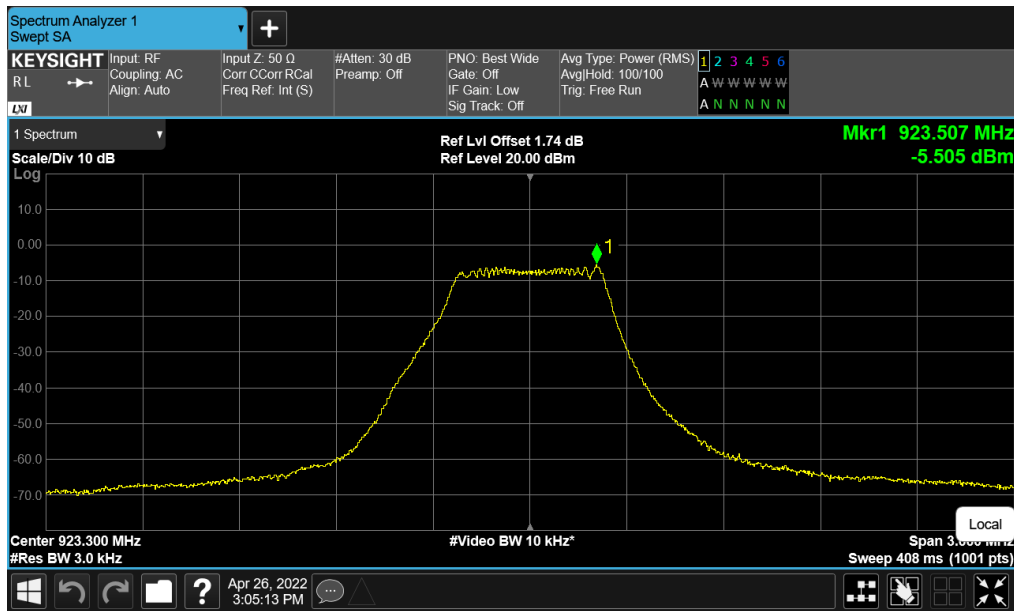 Spectrum Analyzer 1
Swept SA
+
KEYSIGHT
RL
LXI
Input: RF
Coupling: AC
Align: Auto
Input Z: 50 Ω
Corr CCorr RCal
Freq Ref: Int (S)
#Atten: 30 dB
Preamp: Off
PNO: Best Wide
Gate: Off
IF Gain: Low
Sig Track: Off
Avg Type: Power (RMS)
Avg|Hold: 100/100
Trig: Free Run
1 2 3 4 5 6
A W W W W W
A N N N N N
1 Spectrum
Scale/Div 10 dB
Log
Ref Lvl Offset 1.74 dB
Ref Level 20.00 dBm
Mkr1 923.507 MHz
-5.505 dBm
10.0
0.00
-10.0
-20.0
-30.0
-40.0
-50.0
-60.0
-70.0
1
Local
Center 923.300 MHz
#Res BW 3.0 kHz
#Video BW 10 kHz*
Span
Sweep 408 ms (1001 pts)
?
Apr 26, 2022
3:05:13 PM